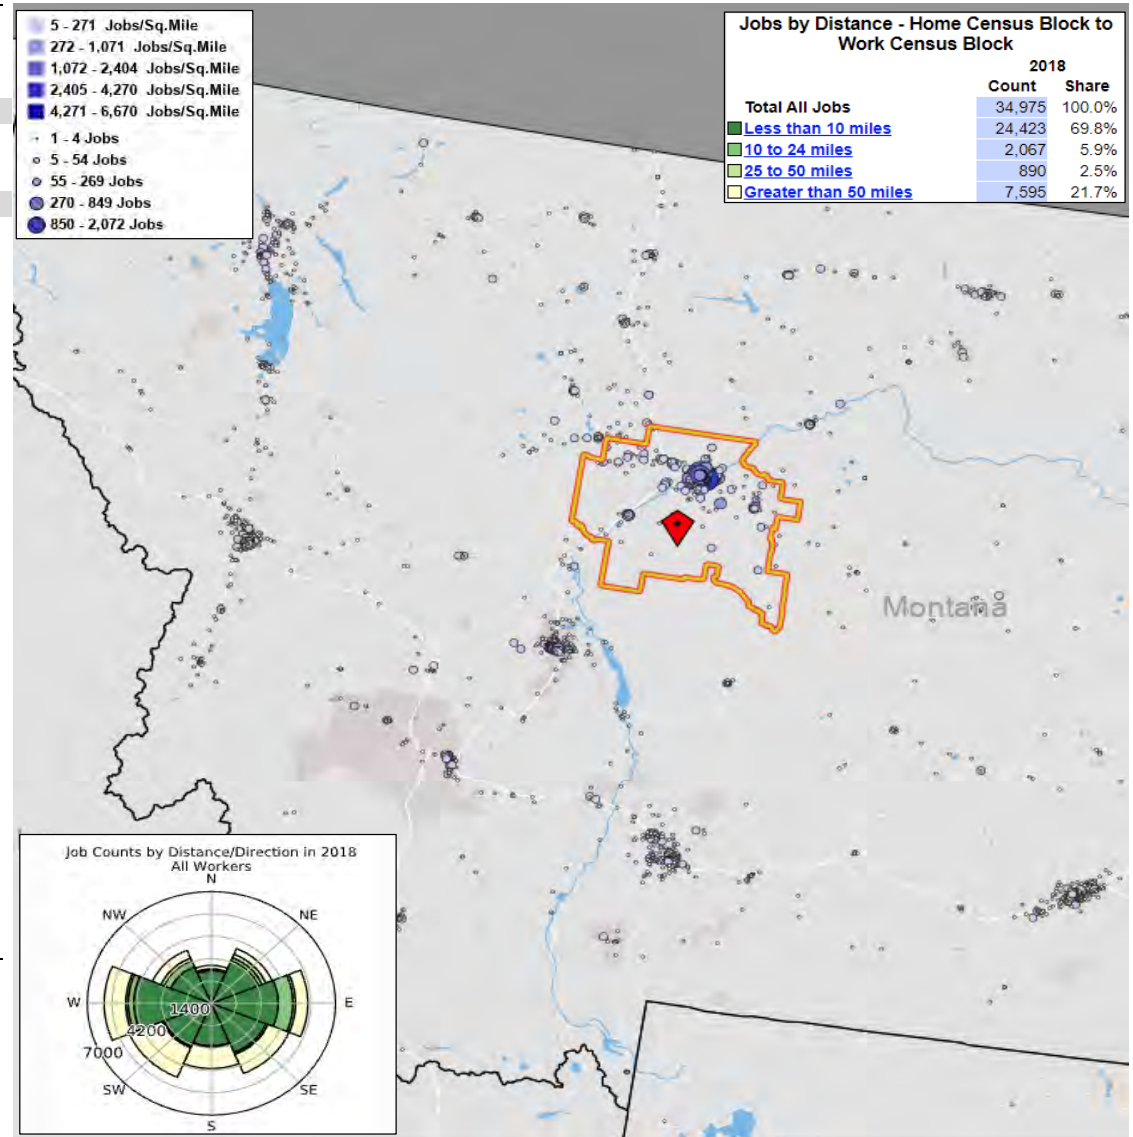 5 - 271 Jobs/Sq.Mile
272 - 1,071 Jobs/Sq.Mile
1,072 - 2,404 Jobs/Sq.Mile
2,405 - 4,270 Jobs/Sq.Mile
4,271 - 6,670 Jobs/Sq.Mile
1 - 4 Jobs
5 - 54 Jobs
55 - 269 Jobs
270 - 849 Jobs
850 - 2,072 Jobs
Jobs by Distance - Home Census Block to
Work Census Block
2018
Count Share
Total All Jobs 34,975 100.0%
Less than 10 miles 24,423 69.8%
10 to 24 miles 2,067 5.9%
25 to 50 miles 890 2.5%
Greater than 50 miles 7,595 21.7%
Montana
Job Counts by Distance/Direction in 2018
All Workers
N
NW NE
W E
1400
4200
7000
SW SE
S